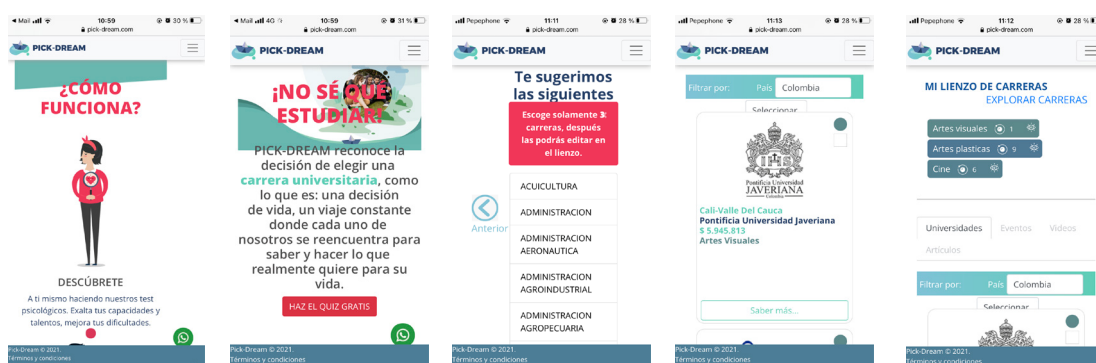 Mail 10:59 30 %
pick-dream.com
PICK-DREAM
¿CÓMO
FUNCIONA?
DESCÚBRETE
A ti mismo haciendo nuestros test
psicológicos. Exalta tus capacidades y
talentos, mejora tus dificultades.
Pick-Dream © 2021.
Términos y condiciones
Mail 4G 10:59 31 %
pick-dream.com
PICK-DREAM
¡NO SÉ QUÉ
ESTUDIAR!
PICK-DREAM reconoce la
decisión de elegir una
carrera universitaria, como
lo que es: una decisión
de vida, un viaje constante
donde cada uno de
nosotros se reencuentra para
saber y hacer lo que
realmente quiere para su
vida.
HAZ EL QUIZ GRATIS
Pick-Dream © 2021.
Términos y condiciones
Pepephone 11:11 28 %
pick-dream.com
PICK-DREAM
Te sugerimos
las siguientes
Escoge solamente 3
carreras, después
las podrás editar en
el lienzo.
Anterior
ACUICULTURA
ADMINISTRACION
ADMINISTRACION
AERONAUTICA
ADMINISTRACION
AGROINDUSTRIAL
ADMINISTRACION
AGROPECUARIA
Pick-Dream © 2021.
Términos y condiciones
Pepephone 11:13 28 %
pick-dream.com
PICK-DREAM
Filtrar por: País Colombia
Seleccionar
IHS
Pontificia Universidad
JAVERIANA
Colombia
Cali-Valle Del Cauca
Pontificia Universidad Javeriana
$ 5.945.813
Artes Visuales
Saber más...
Pick-Dream © 2021.
Términos y condiciones
Pepephone 11:12 28 %
pick-dream.com
PICK-DREAM
MI LIENZO DE CARRERAS
EXPLORAR CARRERAS
Artes visuales 1
Artes plasticas 9
Cine 6
Universidades Eventos Videos
Artículos
Filtrar por: País Colombia
Seleccionar
Pick-Dream © 2021.
Términos y condiciones